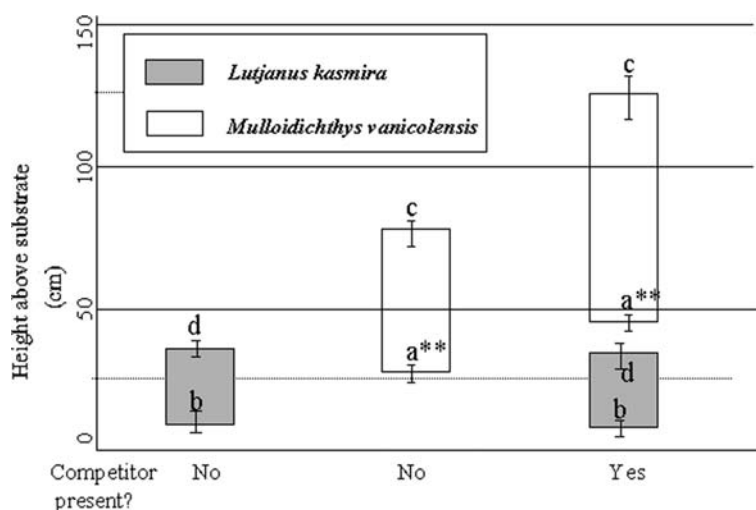 150
Lutjanus kasmira
Mulloidichthys vanicolensis
c
100
c
Height above substrate
(cm)
50
a**
d
a**
d
b
b
0
Competitor
present?
No
No
Yes